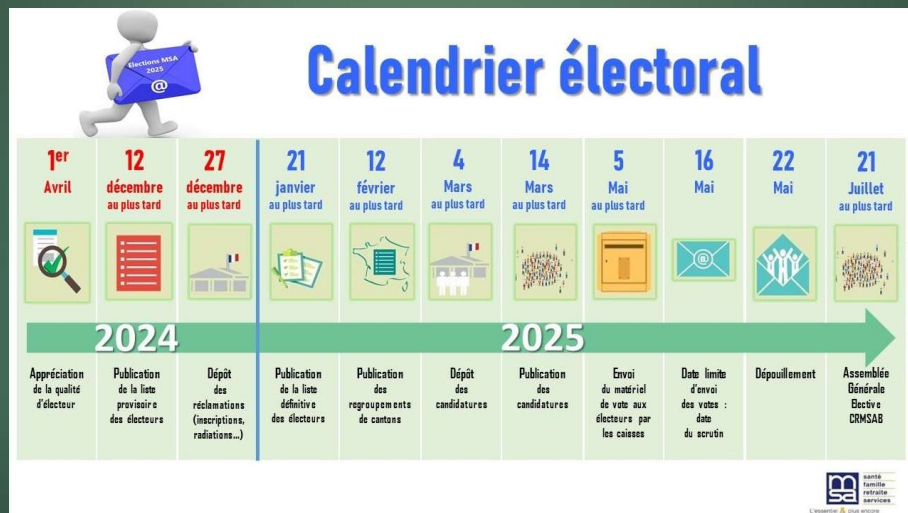 Elections MSA
2025
@
Calendrier électoral
1er
Avril
12
décembre
au plus tard
27
décembre
au plus tard
21
janvier
au plus tard
12
février
au plus tard
4
Mars
au plus tard
14
Mars
au plus tard
5
Mai
au plus tard
16
Mai
22
Mai
21
Juillet
au plus tard
@
2024
2025
Appréciation
de la qualité
d'électeur
Publication
de la liste
provisoire
des électeurs
Dépôt
des
réclamations
(inscriptions,
radiations...)
Publication
de la liste
définitive
des électeurs
Publication
des
regroupements
de cantons
Dépôt
des
candidatures
Publication
des
candidatures
Envoi
du matériel
de vote aux
électeurs par
les caisses
Date limite
d'envoi
des votes :
date
du scrutin
Dépouillement
Assemblée
Générale
Elective
CRMSAB
msa
santé
famille
retraite
services
L'essentiel & plus encore